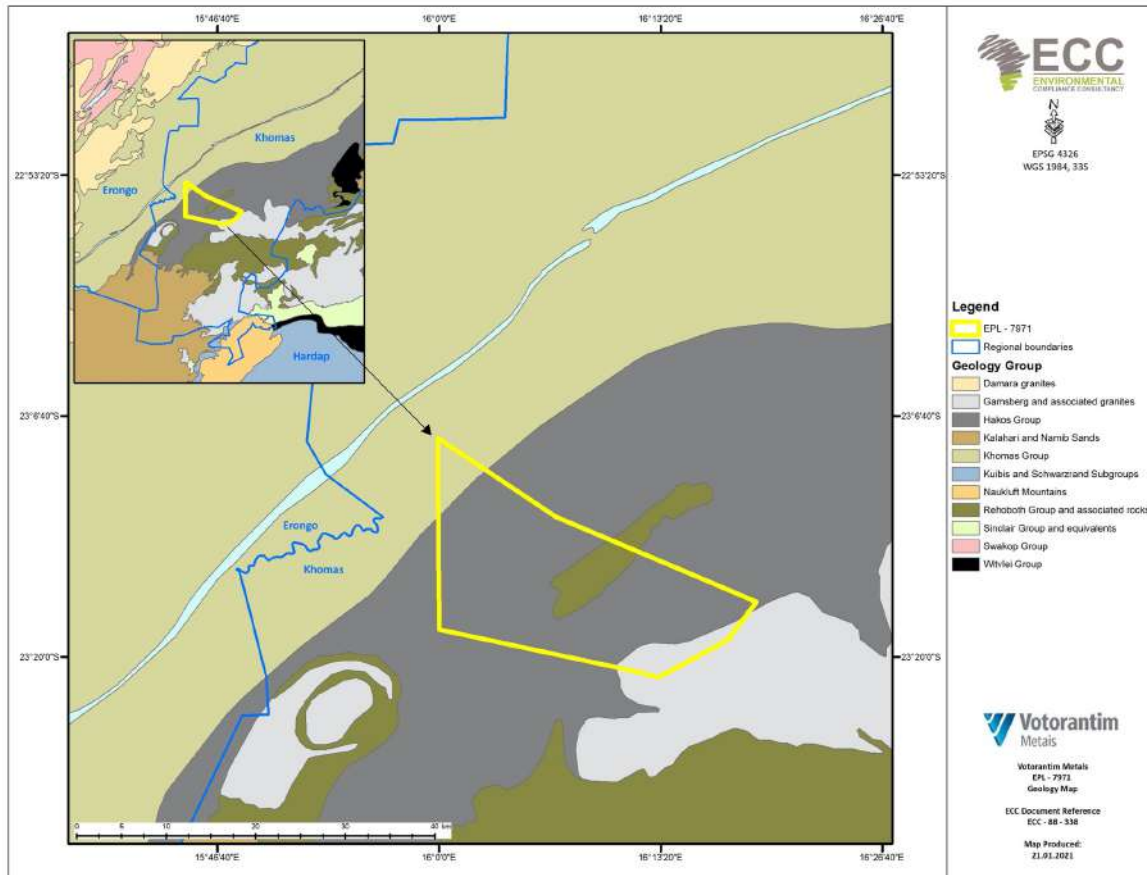 15°46'40"E
16°0'0"E
16°13'20"E
16°26'40"E
Khomas
Erongo
Hardap
22°53'20"S
22°53'20"S
23°6'40"S
23°6'40"S
Erongo
Khomas
23°20'0"S
23°20'0"S
0 5 10 20 30 40 km
15°46'40"E
16°0'0"E
16°13'20"E
16°26'40"E
ECC
ENVIRONMENTAL
COMPLIANCE CONSULTANCY
N
EPSG 4326
WGS 1984, 33S
Legend
EPL - 7971
Regional boundaries
Geology Group
Damara granites
Gamsberg and associated granites
Hakos Group
Kalahari and Namib Sands
Khomas Group
Kuibis and Schwarzrand Subgroups
Naukluft Mountains
Rehoboth Group and associated rocks
Sinclair Group and equivalents
Swakop Group
Witvlei Group
Votorantim
Metais
Votorantim Metals
EPL - 7971
Geology Map
ECC Document Reference
ECC - 88 - 338
Map Produced:
21.01.2021